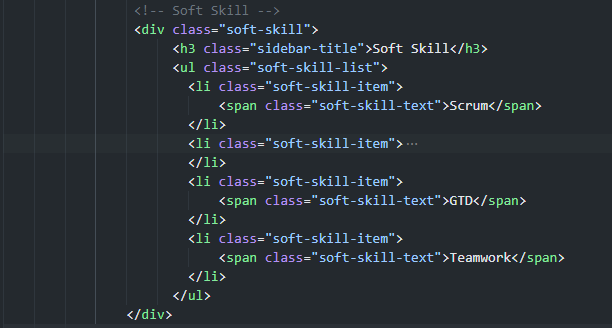 <!-- Soft Skill -->
<div class="soft-skill">
<h3 class="sidebar-title">Soft Skill</h3>
<ul class="soft-skill-list">
<li class="soft-skill-item">
<span class="soft-skill-text">Scrum</span>
</li>
<li class="soft-skill-item">⋯
</li>
<li class="soft-skill-item">
<span class="soft-skill-text">GTD</span>
</li>
<li class="soft-skill-item">
<span class="soft-skill-text">Teamwork</span>
</li>
</ul>
</div>